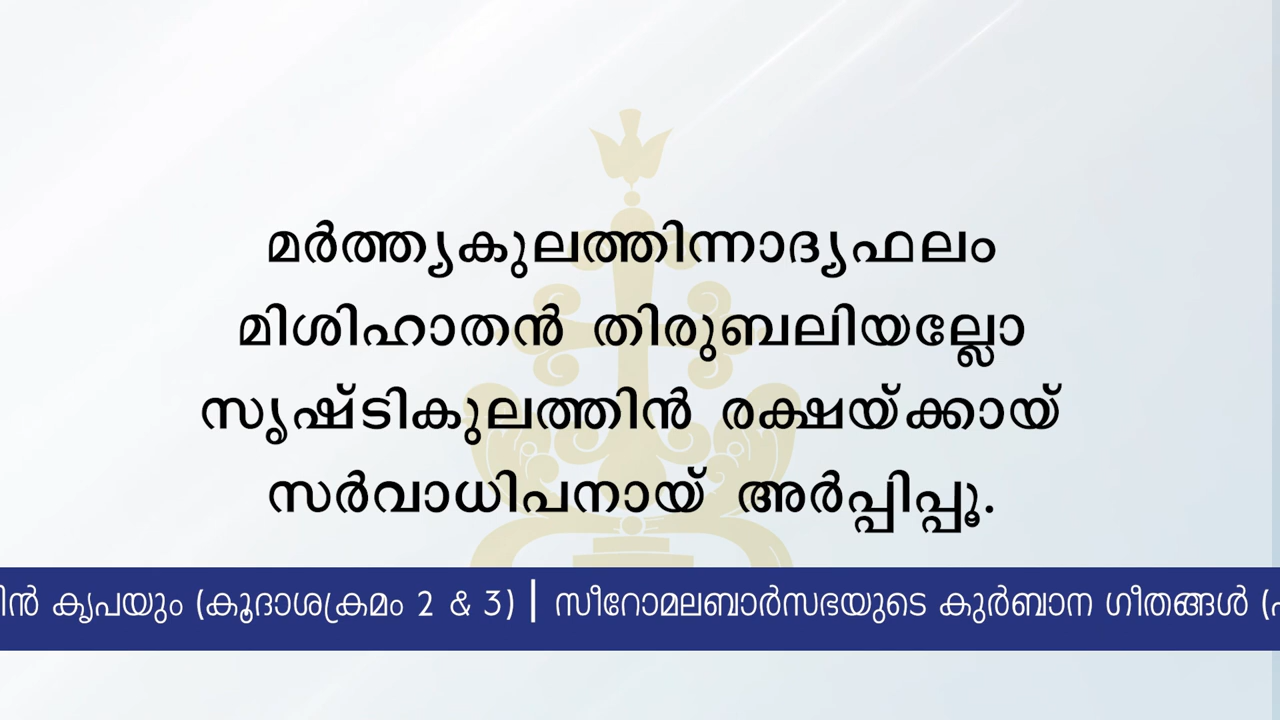 മർത്ത്യകുലത്തിന്നാദ്യഫലം
മിശിഹാതൻ തിരുബലിയല്ലോ
സൃഷ്ടികുലത്തിൻ രക്ഷയ്ക്കായ്
സർവാധിപനായ് അർപ്പിപ്പൂ.
കൃപയും (കൂദാശക്രമം 2 & 3) | സീറോമലബാർസഭയുടെ കുർബാന ഗീതങ്ങൾ